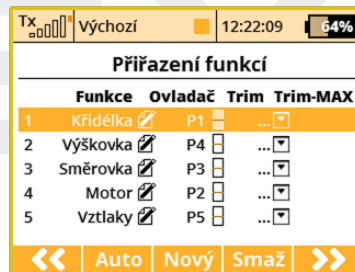 Tx Výchozí 12:22:09 64%
Přiřazení funkcí
Funkce Ovladač Trim Trim-MAX
1 Křidélka P1 ...
2 Výškovka P4 ...
3 Směrovka P3 ...
4 Motor P2 ...
5 Vztlaky P5 ...
Auto Nový Smaž